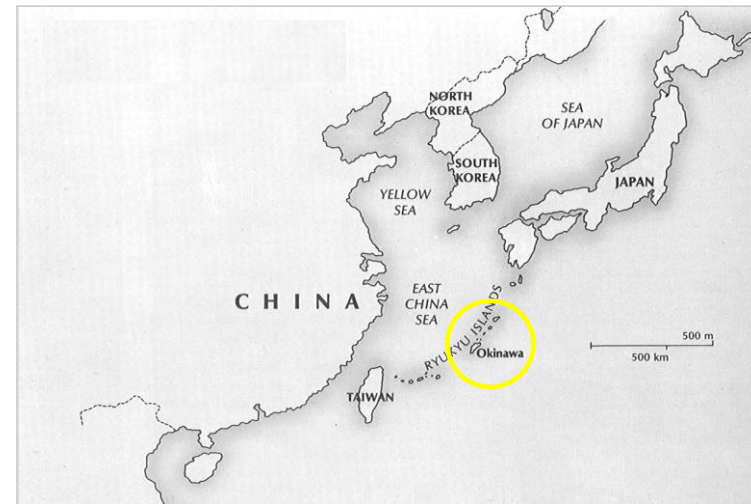 NORTH
KOREA
SEA
OF JAPAN
SOUTH
KOREA
JAPAN
YELLOW
SEA
EAST
CHINA
SEA
CHINA
RYUKYU ISLANDS
Okinawa
500 m
500 km
TAIWAN